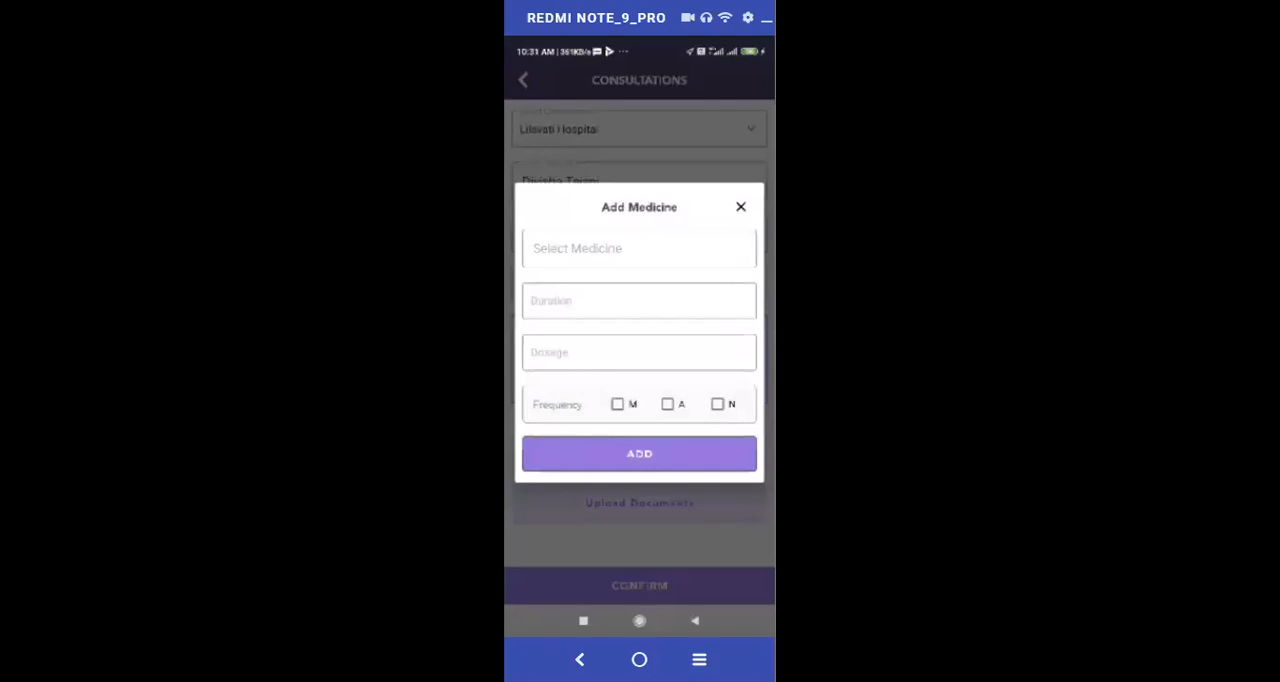 REDMI NOTE_9_PRO
10:31 AM | 361KB/s
CONSULTATIONS
Lilavati Hospital
Add Medicine
Select Medicine
Duration
Dosage
Frequency M A N
ADD
Upload Documents
CONFIRM